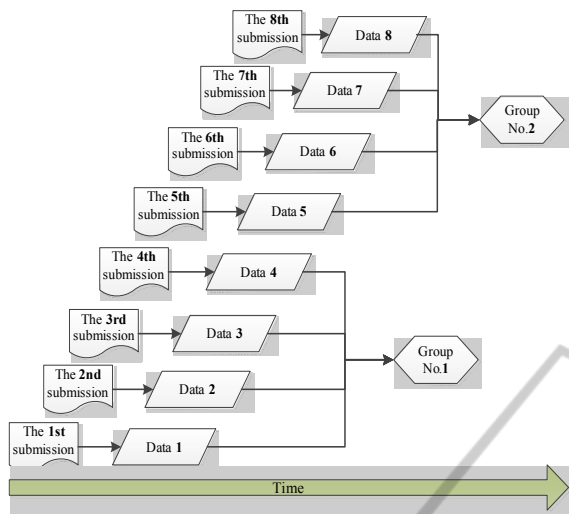 The 8th
submission
Data 8
The 7th
submission
Data 7
Group
No.2
The 6th
submission
Data 6
The 5th
submission
Data 5
The 4th
submission
Data 4
The 3rd
submission
Data 3
Group
No.1
The 2nd
submission
Data 2
The 1st
submission
Data 1
Time